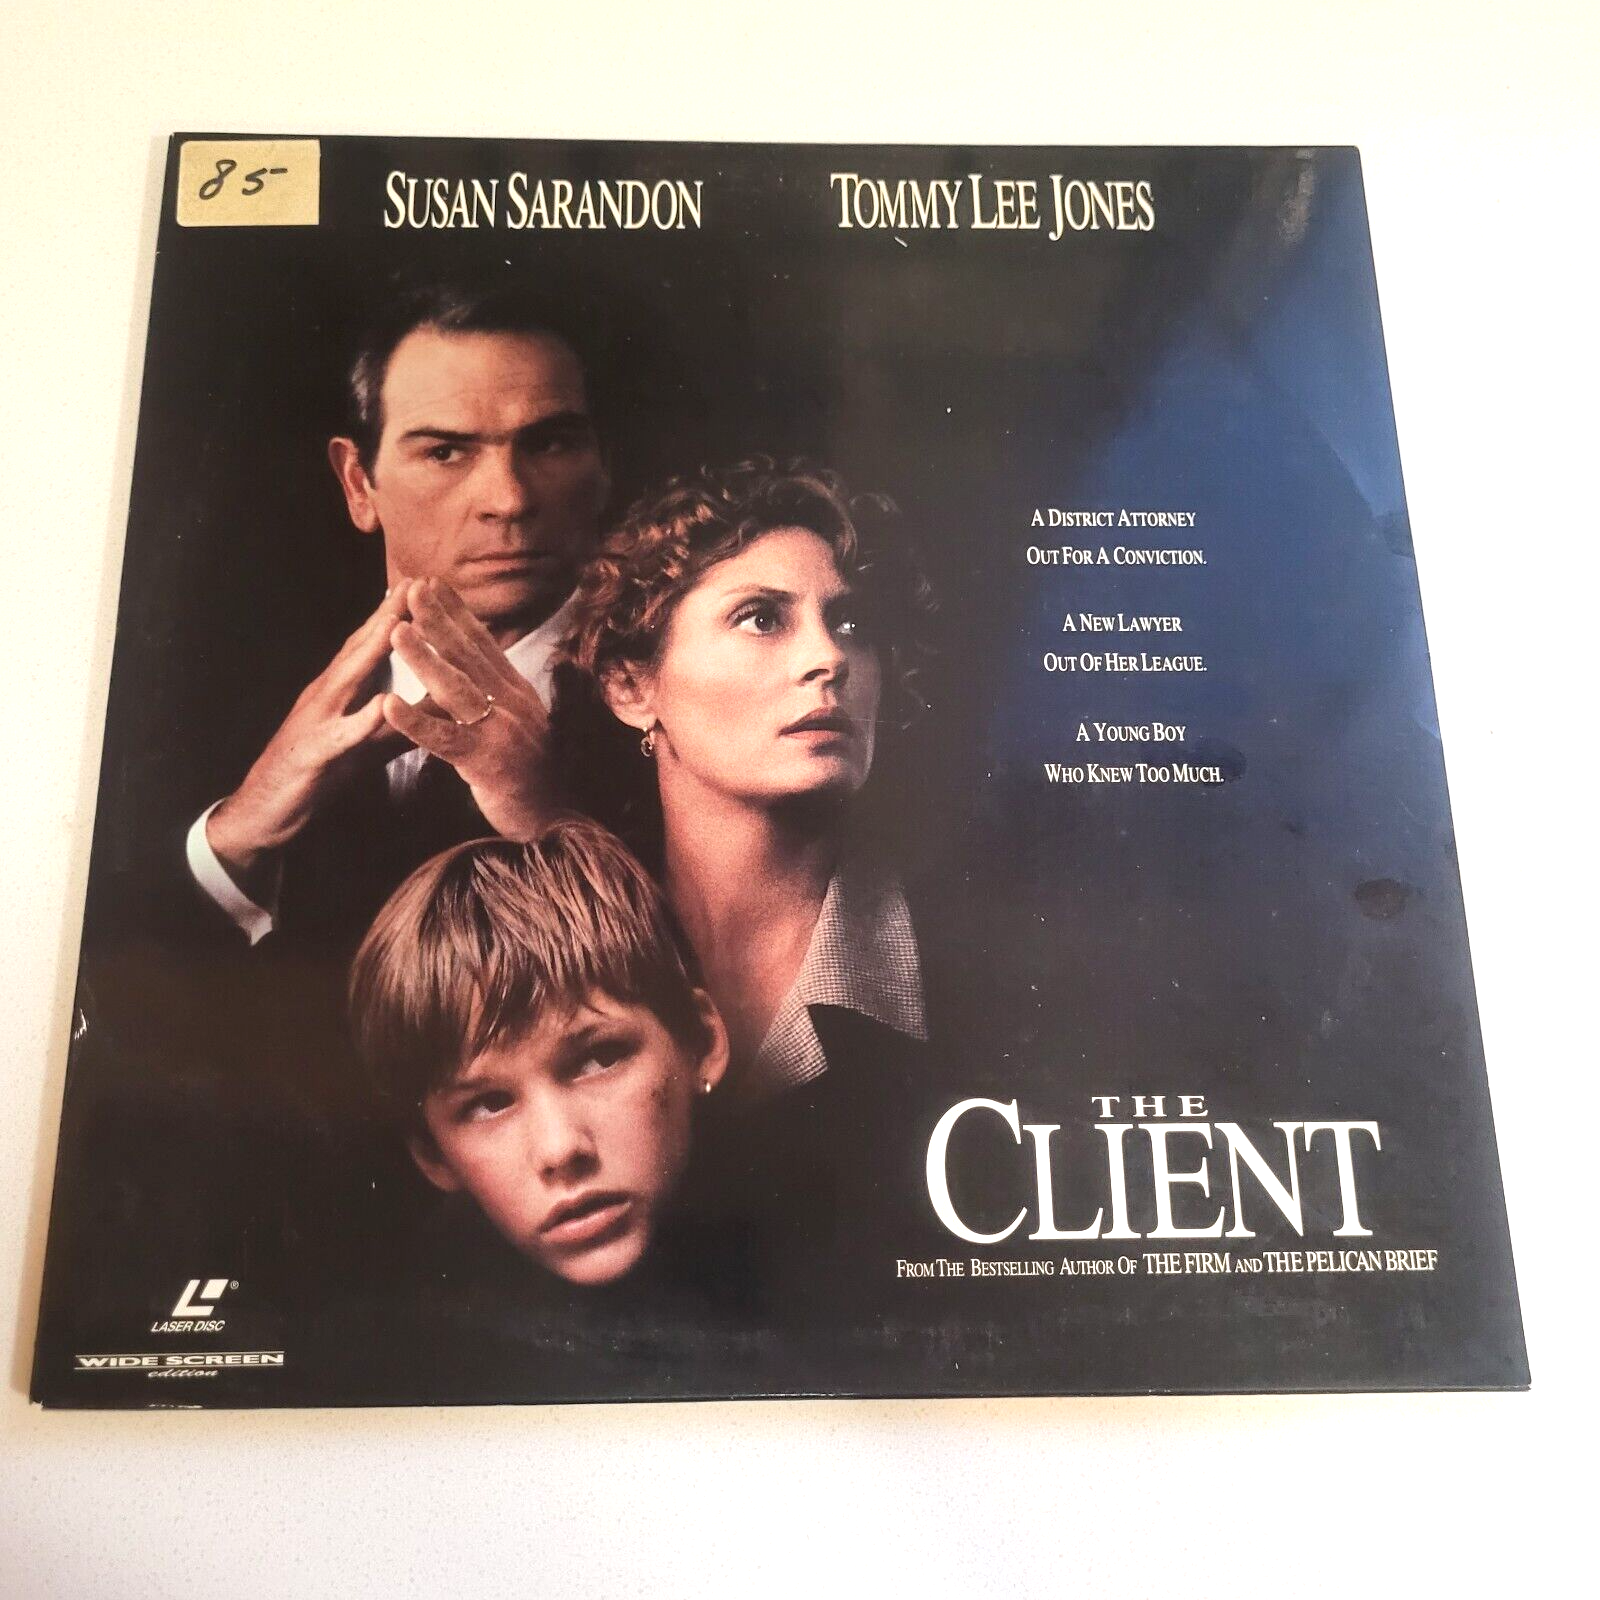 85-
SUSAN SARANDON
TOMMY LEE JONES
A DISTRICT ATTORNEY
OUT FOR A CONVICTION.
A NEW LAWYER
OUT OF HER LEAGUE.
A YOUNG BOY
WHO KNEW TOO MUCH.
THE
CLIENT
FROM THE BESTSELLING AUTHOR OF THE FIRM AND THE PELICAN BRIEF
®
LASER DISC
WIDE SCREEN
edition